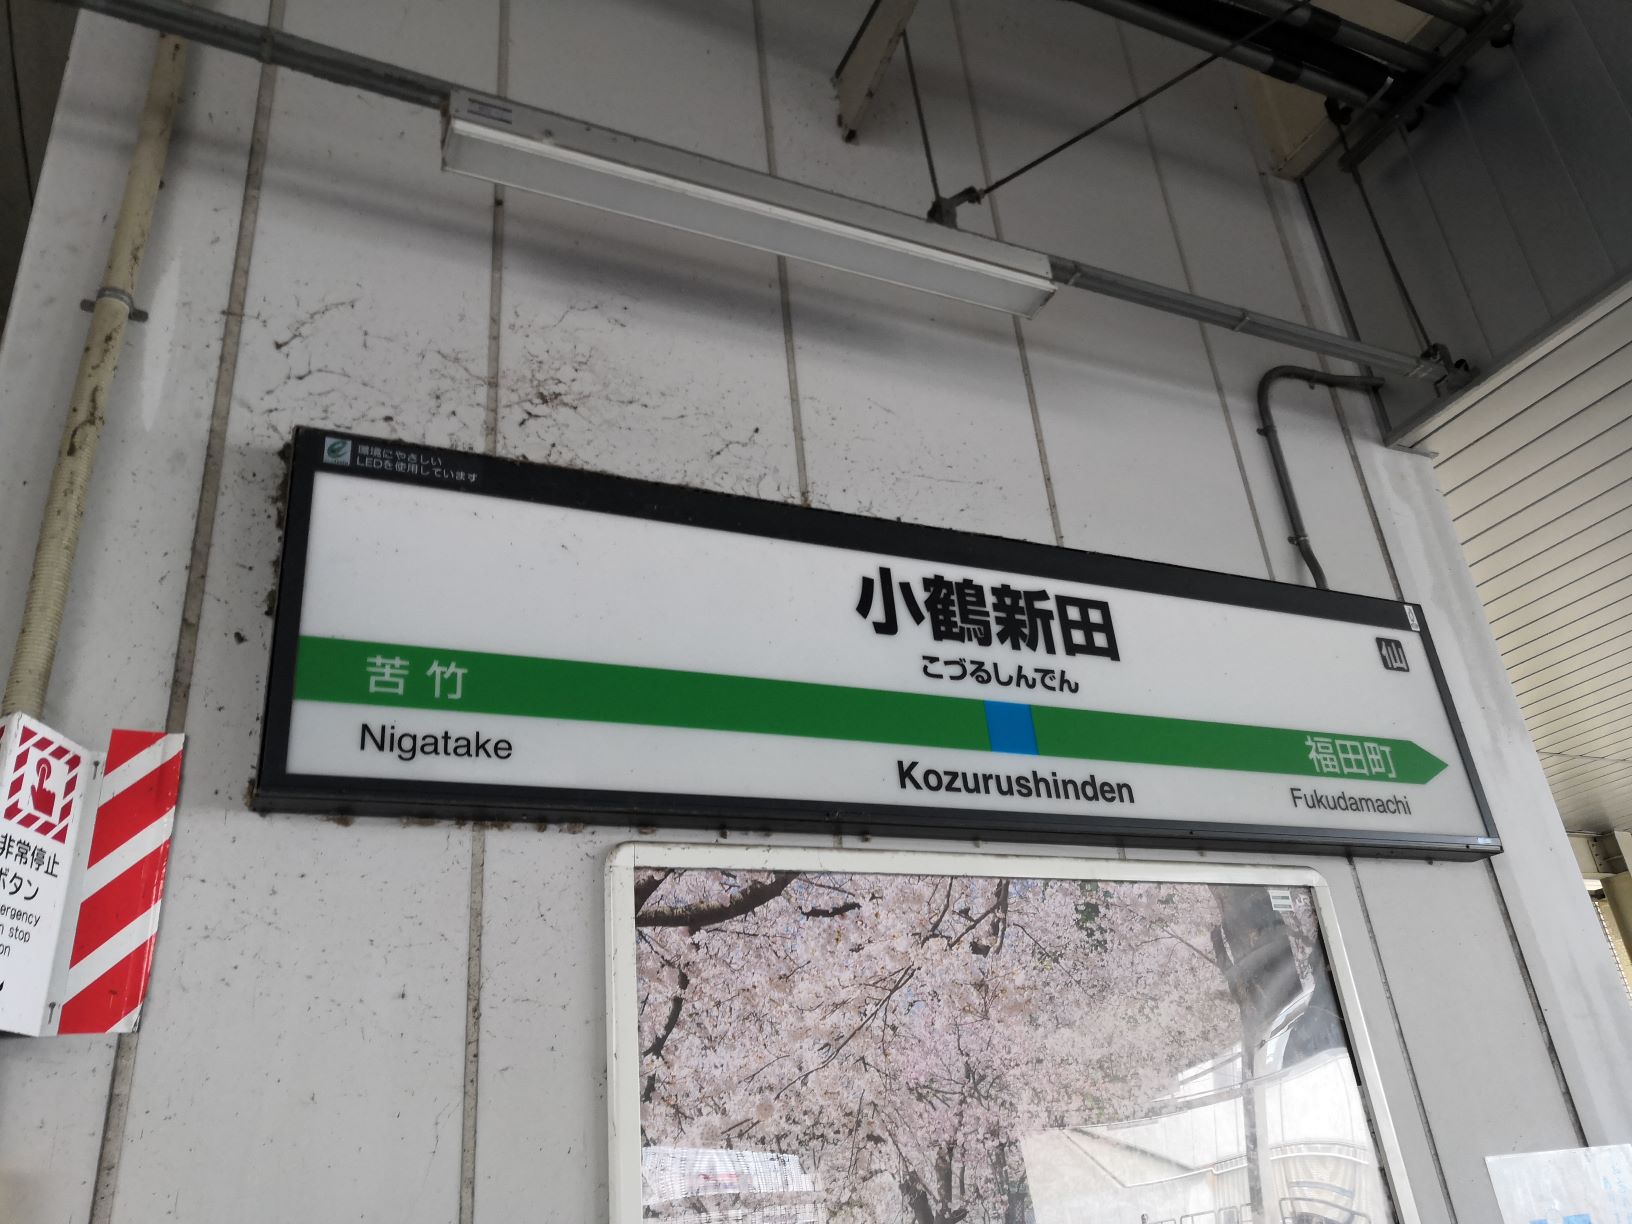 環境にやさしい
LEDを使用しています
小鶴新田
仙
こづるしんでん
苦竹
福田町
Nigatake
Kozurushinden
Fukudamachi
非常停止
ボタン
stop